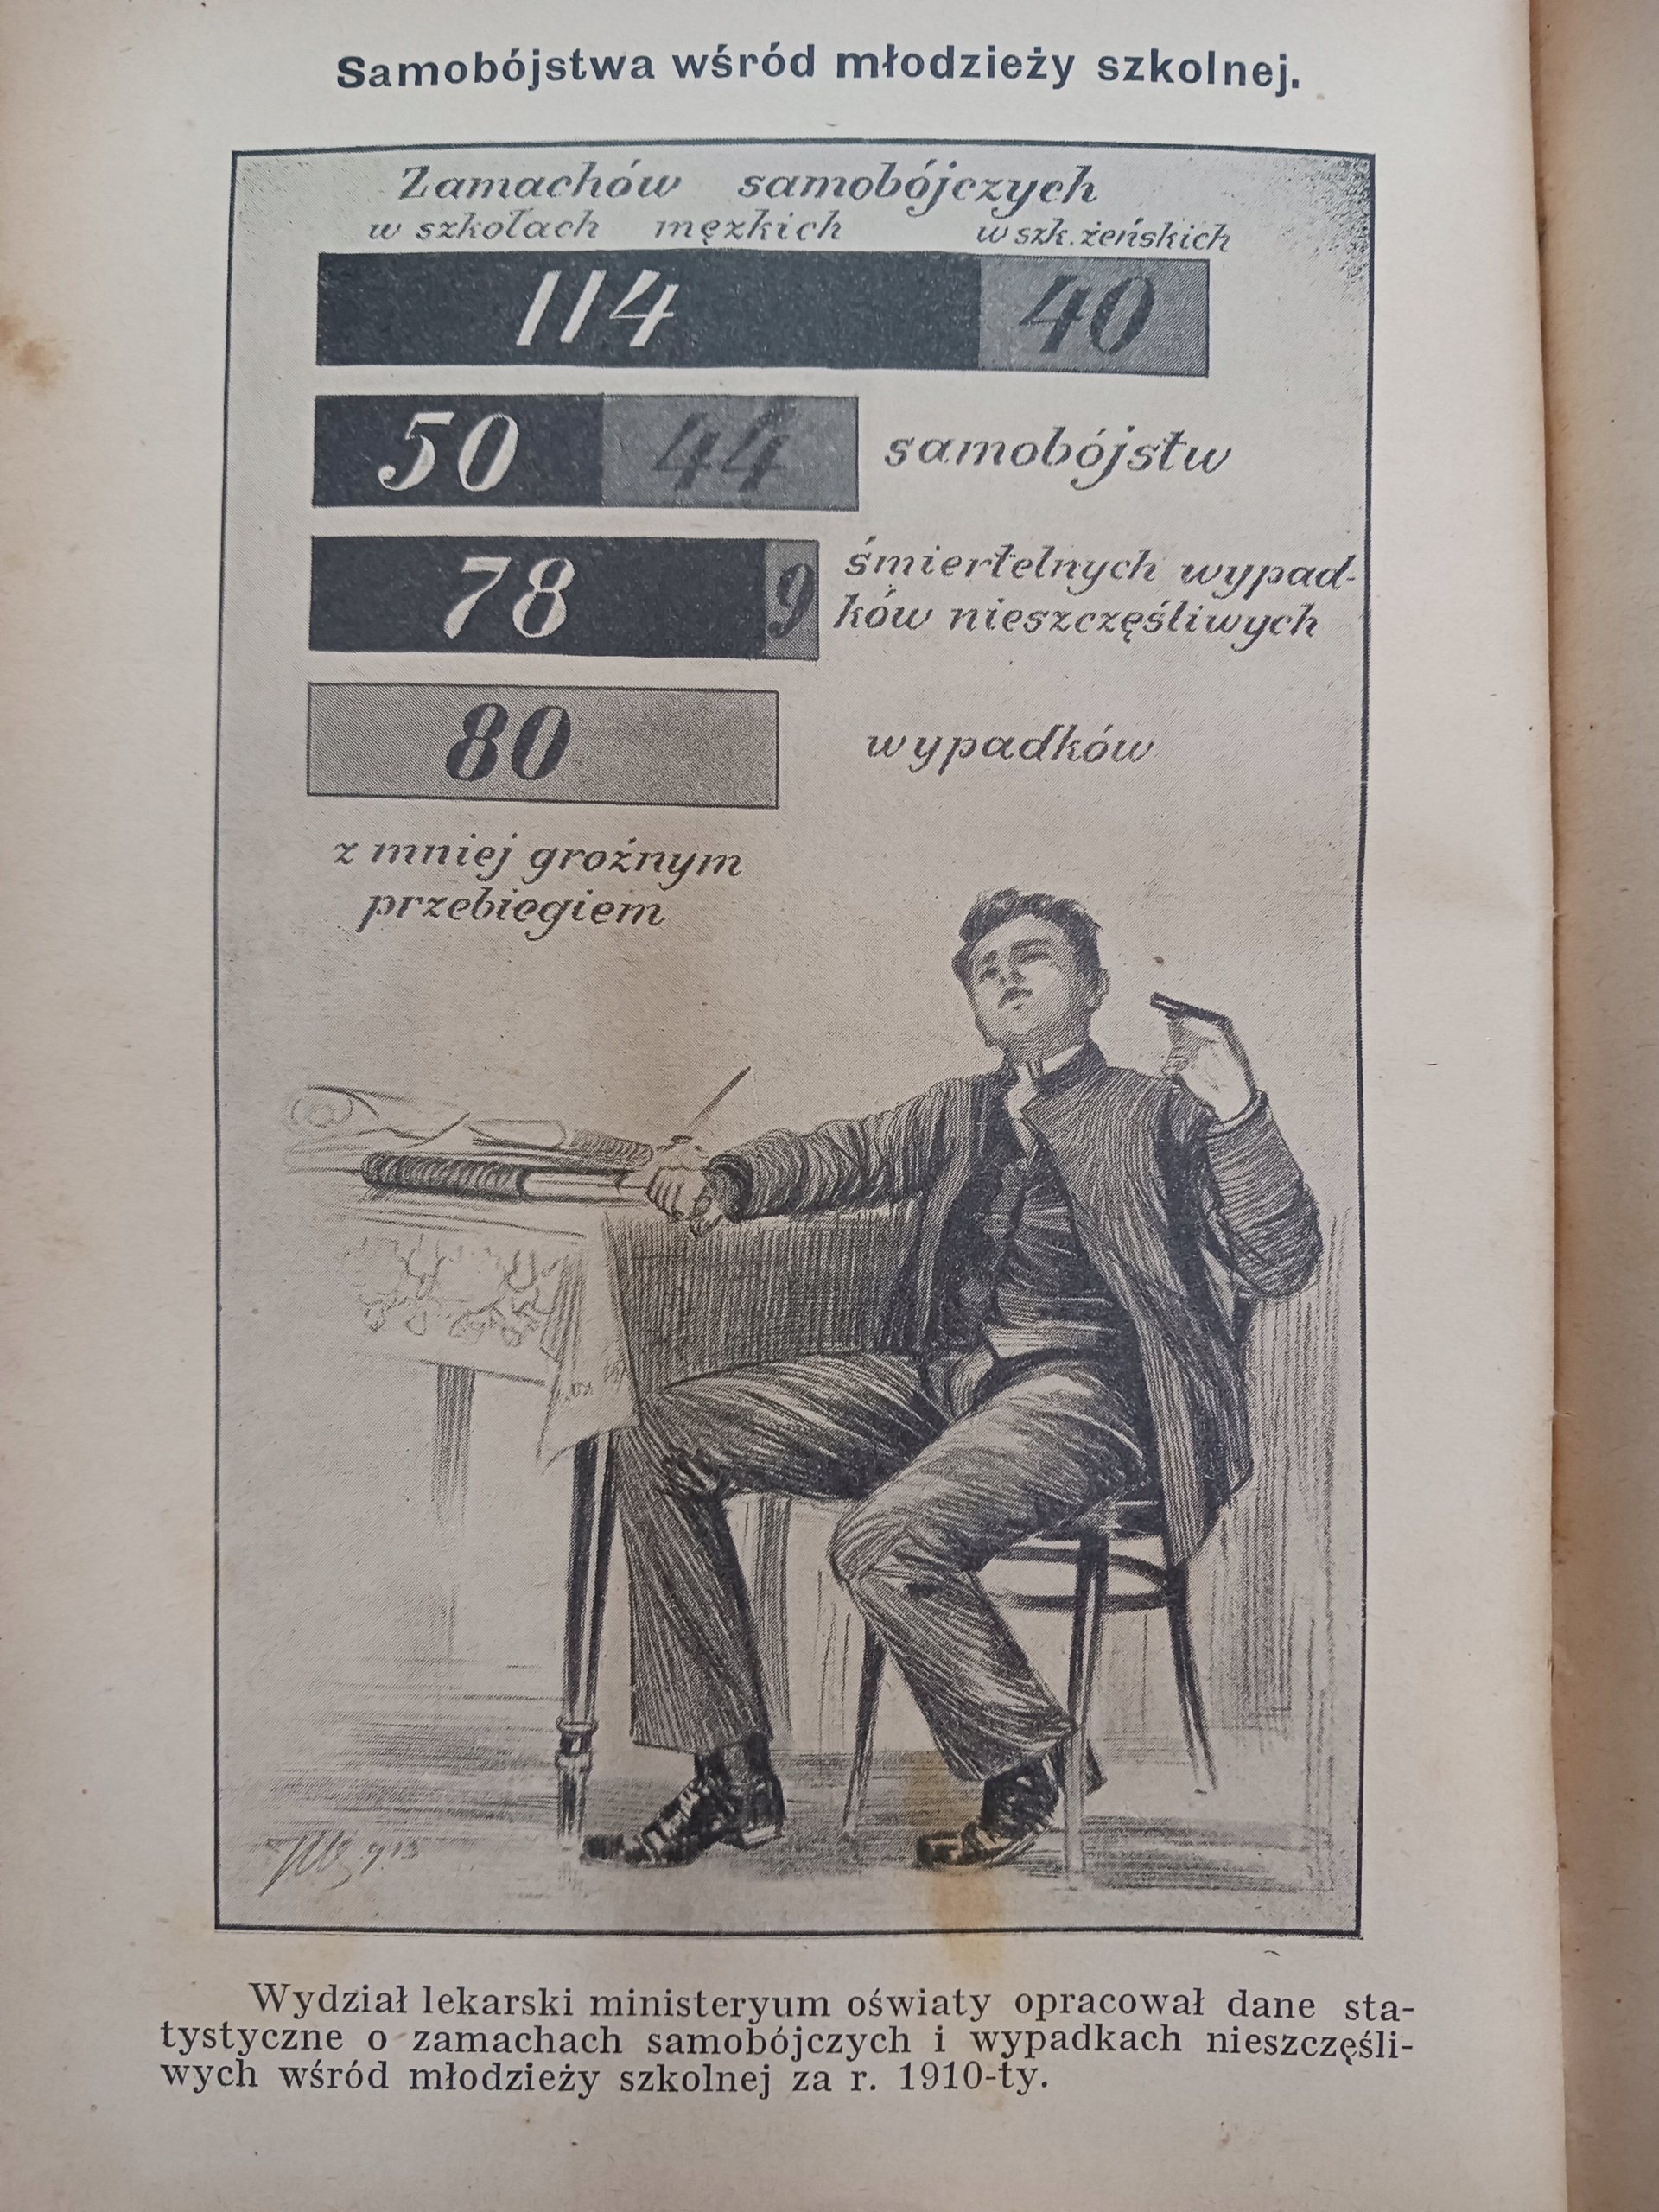 Samobójstwa wśród młodzieży szkolnej.
Zamachów samobójczych
w szkołach męzkich w szk. żeńskich
114 40
50 44 samobójstw
78 9 śmiertelnych wypad-
ków nieszczęśliwych
80 wypadków
z mniej groźnym
przebiegiem
Wydział lekarski ministeryum oświaty opracował dane sta-
tystyczne o zamachach samobójczych i wypadkach nieszczęśli-
wych wśród młodzieży szkolnej za r. 1910-ty.